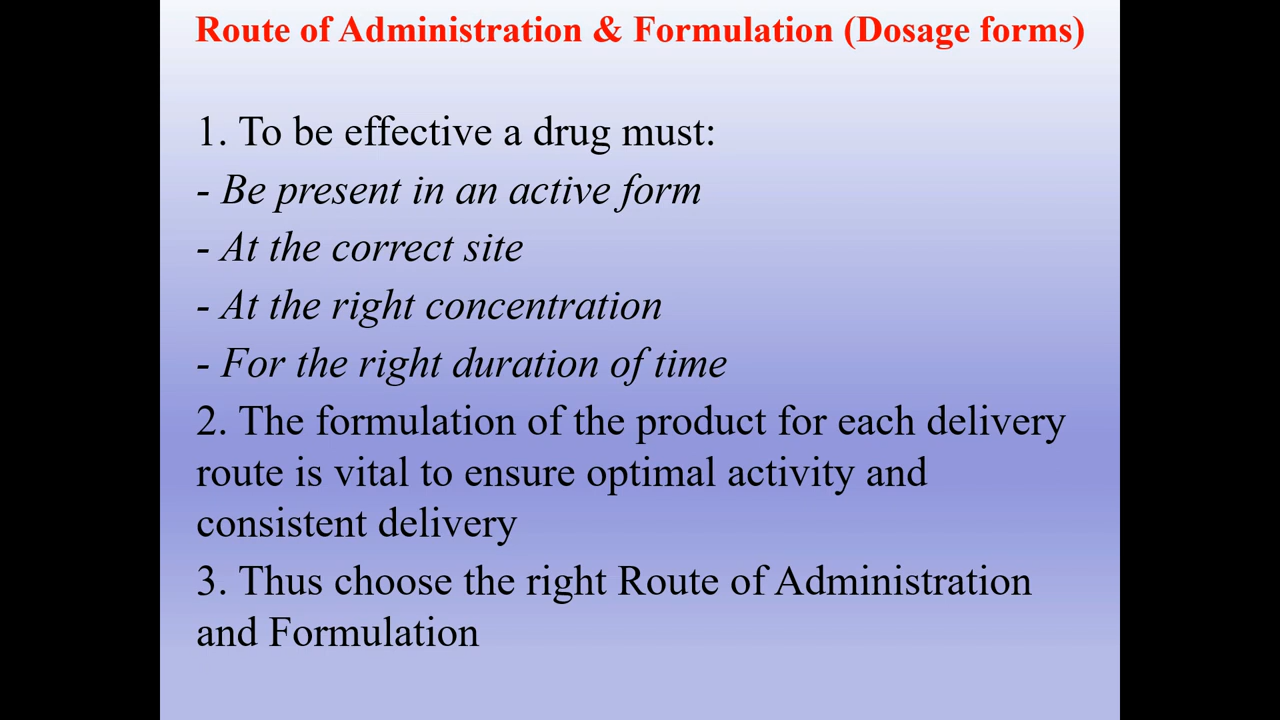 Route of Administration & Formulation (Dosage forms)
1. To be effective a drug must:
- Be present in an active form
- At the correct site
- At the right concentration
- For the right duration of time
2. The formulation of the product for each delivery
route is vital to ensure optimal activity and
consistent delivery
3. Thus choose the right Route of Administration
and Formulation